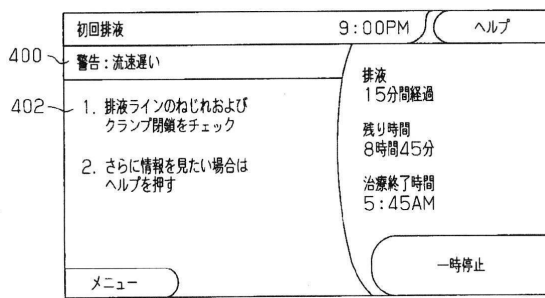 初回排液
9:00PM
ヘルプ
400
警告:流速遅い
402
1. 排液ラインのねじれおよび
クランプ閉鎖をチェック
2. さらに情報を見たい場合は
ヘルプを押す
排液
15分間経過
残り時間
8時間45分
治療終了時間
5:45AM
メニュー
一時停止